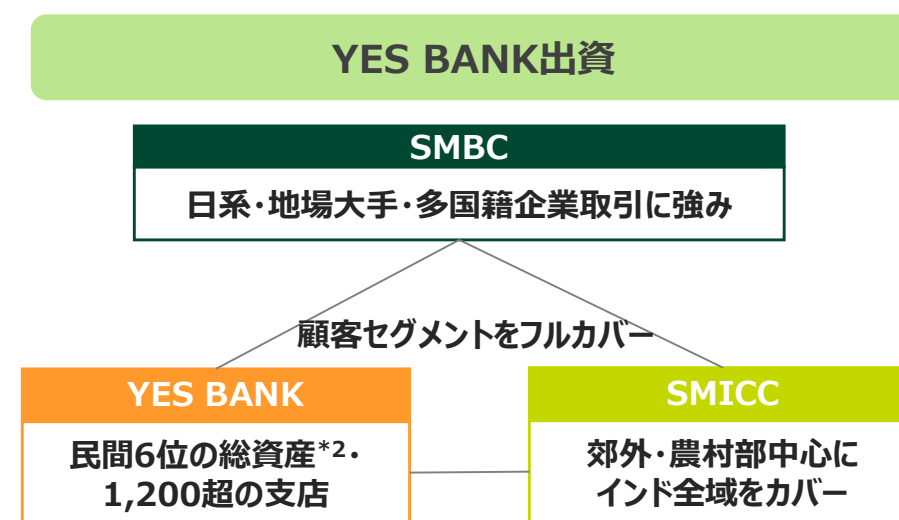 YES BANK出資
SMBC
日系・地場大手・多国籍企業取引に強み
顧客セグメントをフルカバー
YES BANK
民間6位の総資産*2・
1,200超の支店
SMICC
郊外・農村部中心に
インド全域をカバー